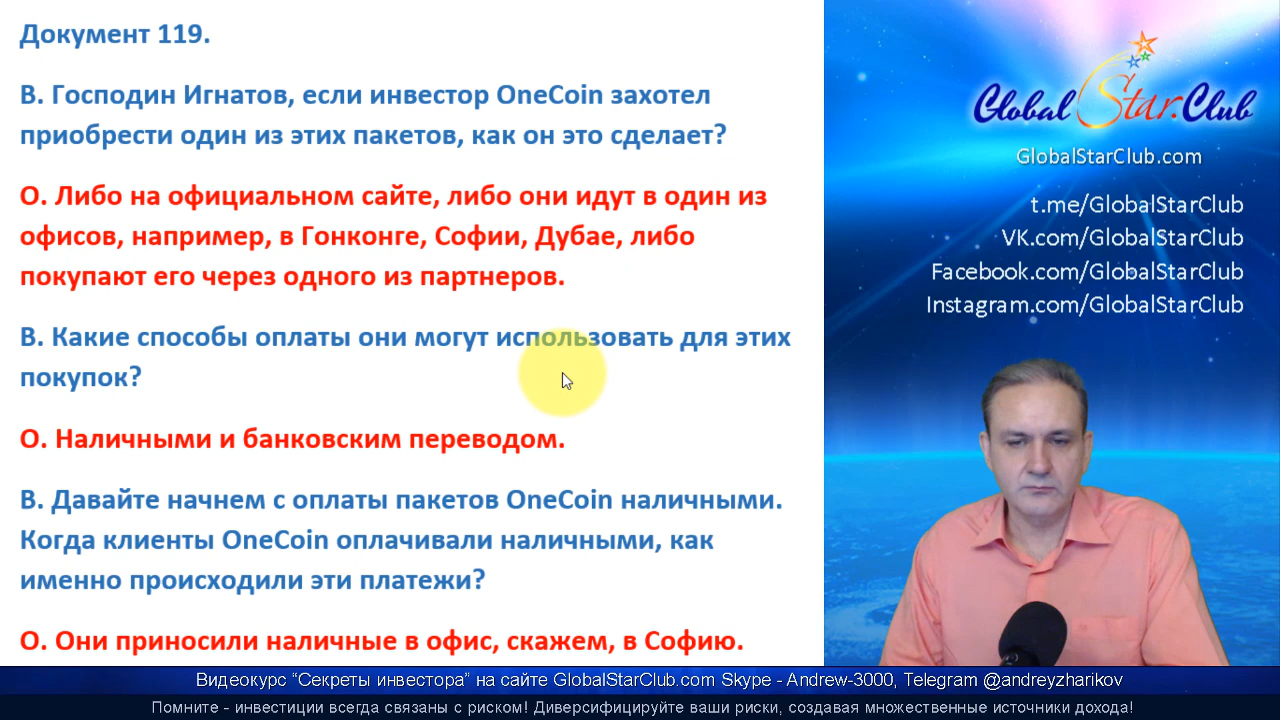 Документ 119.
В. Господин Игнатов, если инвестор OneCoin захотел
приобрести один из этих пакетов, как он это сделает?
О. Либо на официальном сайте, либо они идут в один из
офисов, например, в Гонконге, Софии, Дубае, либо
покупают его через одного из партнеров.
В. Какие способы оплаты они могут использовать для этих
покупок?
О. Наличными и банковским переводом.
В. Давайте начнем с оплаты пакетов OneCoin наличными.
Когда клиенты OneCoin оплачивали наличными, как
именно происходили эти платежи?
О. Они приносили наличные в офис, скажем, в Софию.
Global Star.Club
GlobalStarClub.com
t.me/GlobalStarClub
VK.com/GlobalStarClub
Facebook.com/GlobalStarClub
Instagram.com/GlobalStarClub
Видеокурс "Секреты инвестора" на сайте GlobalStarClub.com Skype - Andrew-3000, Telegram @andreyzharikov
Помните - инвестиции всегда связаны с риском! Диверсифицируйте ваши риски, создавая множественные источники дохода!